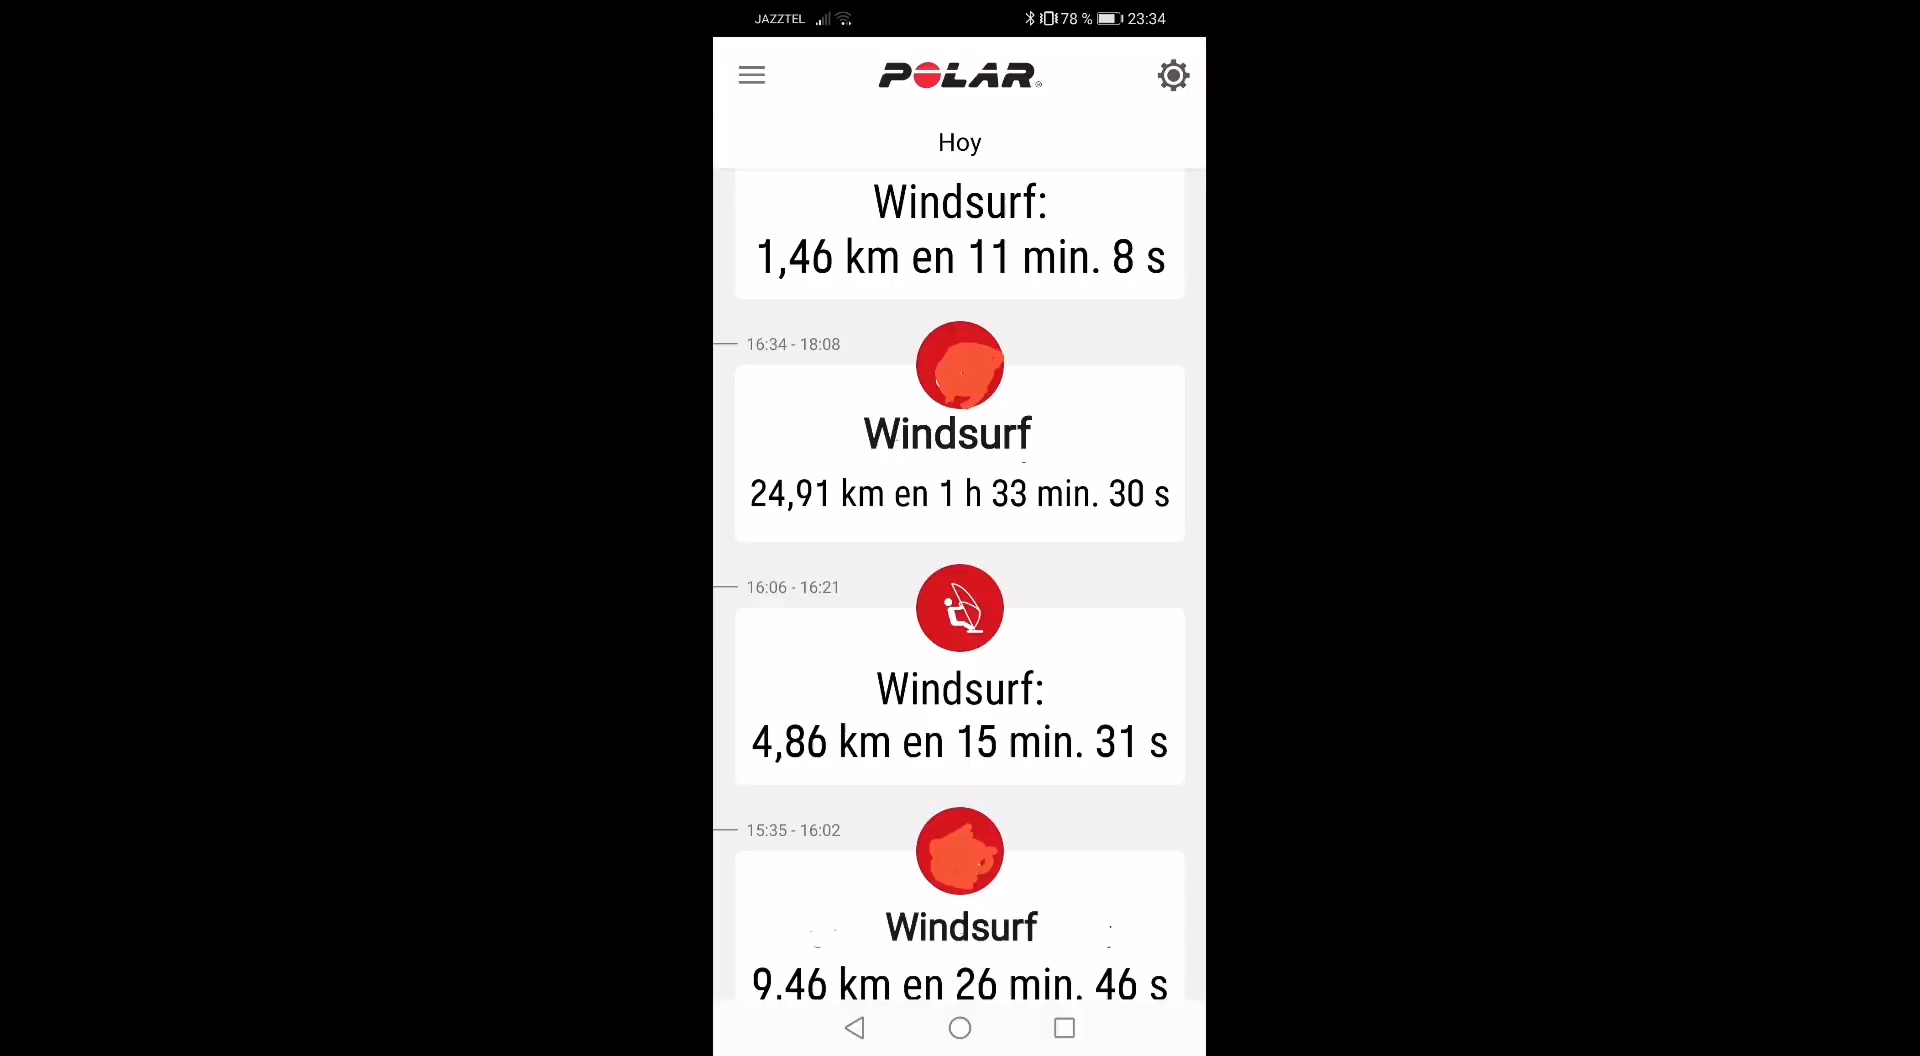 JAZZTEL 78 % 23:34
POLAR®
Hoy
Windsurf:
1,46 km en 11 min. 8 s
16:34 - 18:08
Windsurf
24,91 km en 1 h 33 min. 30 s
16:06 - 16:21
Windsurf:
4,86 km en 15 min. 31 s
15:35 - 16:02
Windsurf
9,46 km en 26 min. 46 s